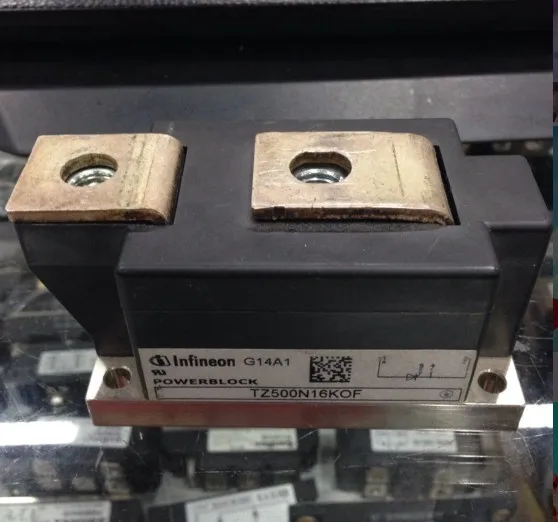 Infineon G14A1
POWERBLOCK
TZ500N16KOF